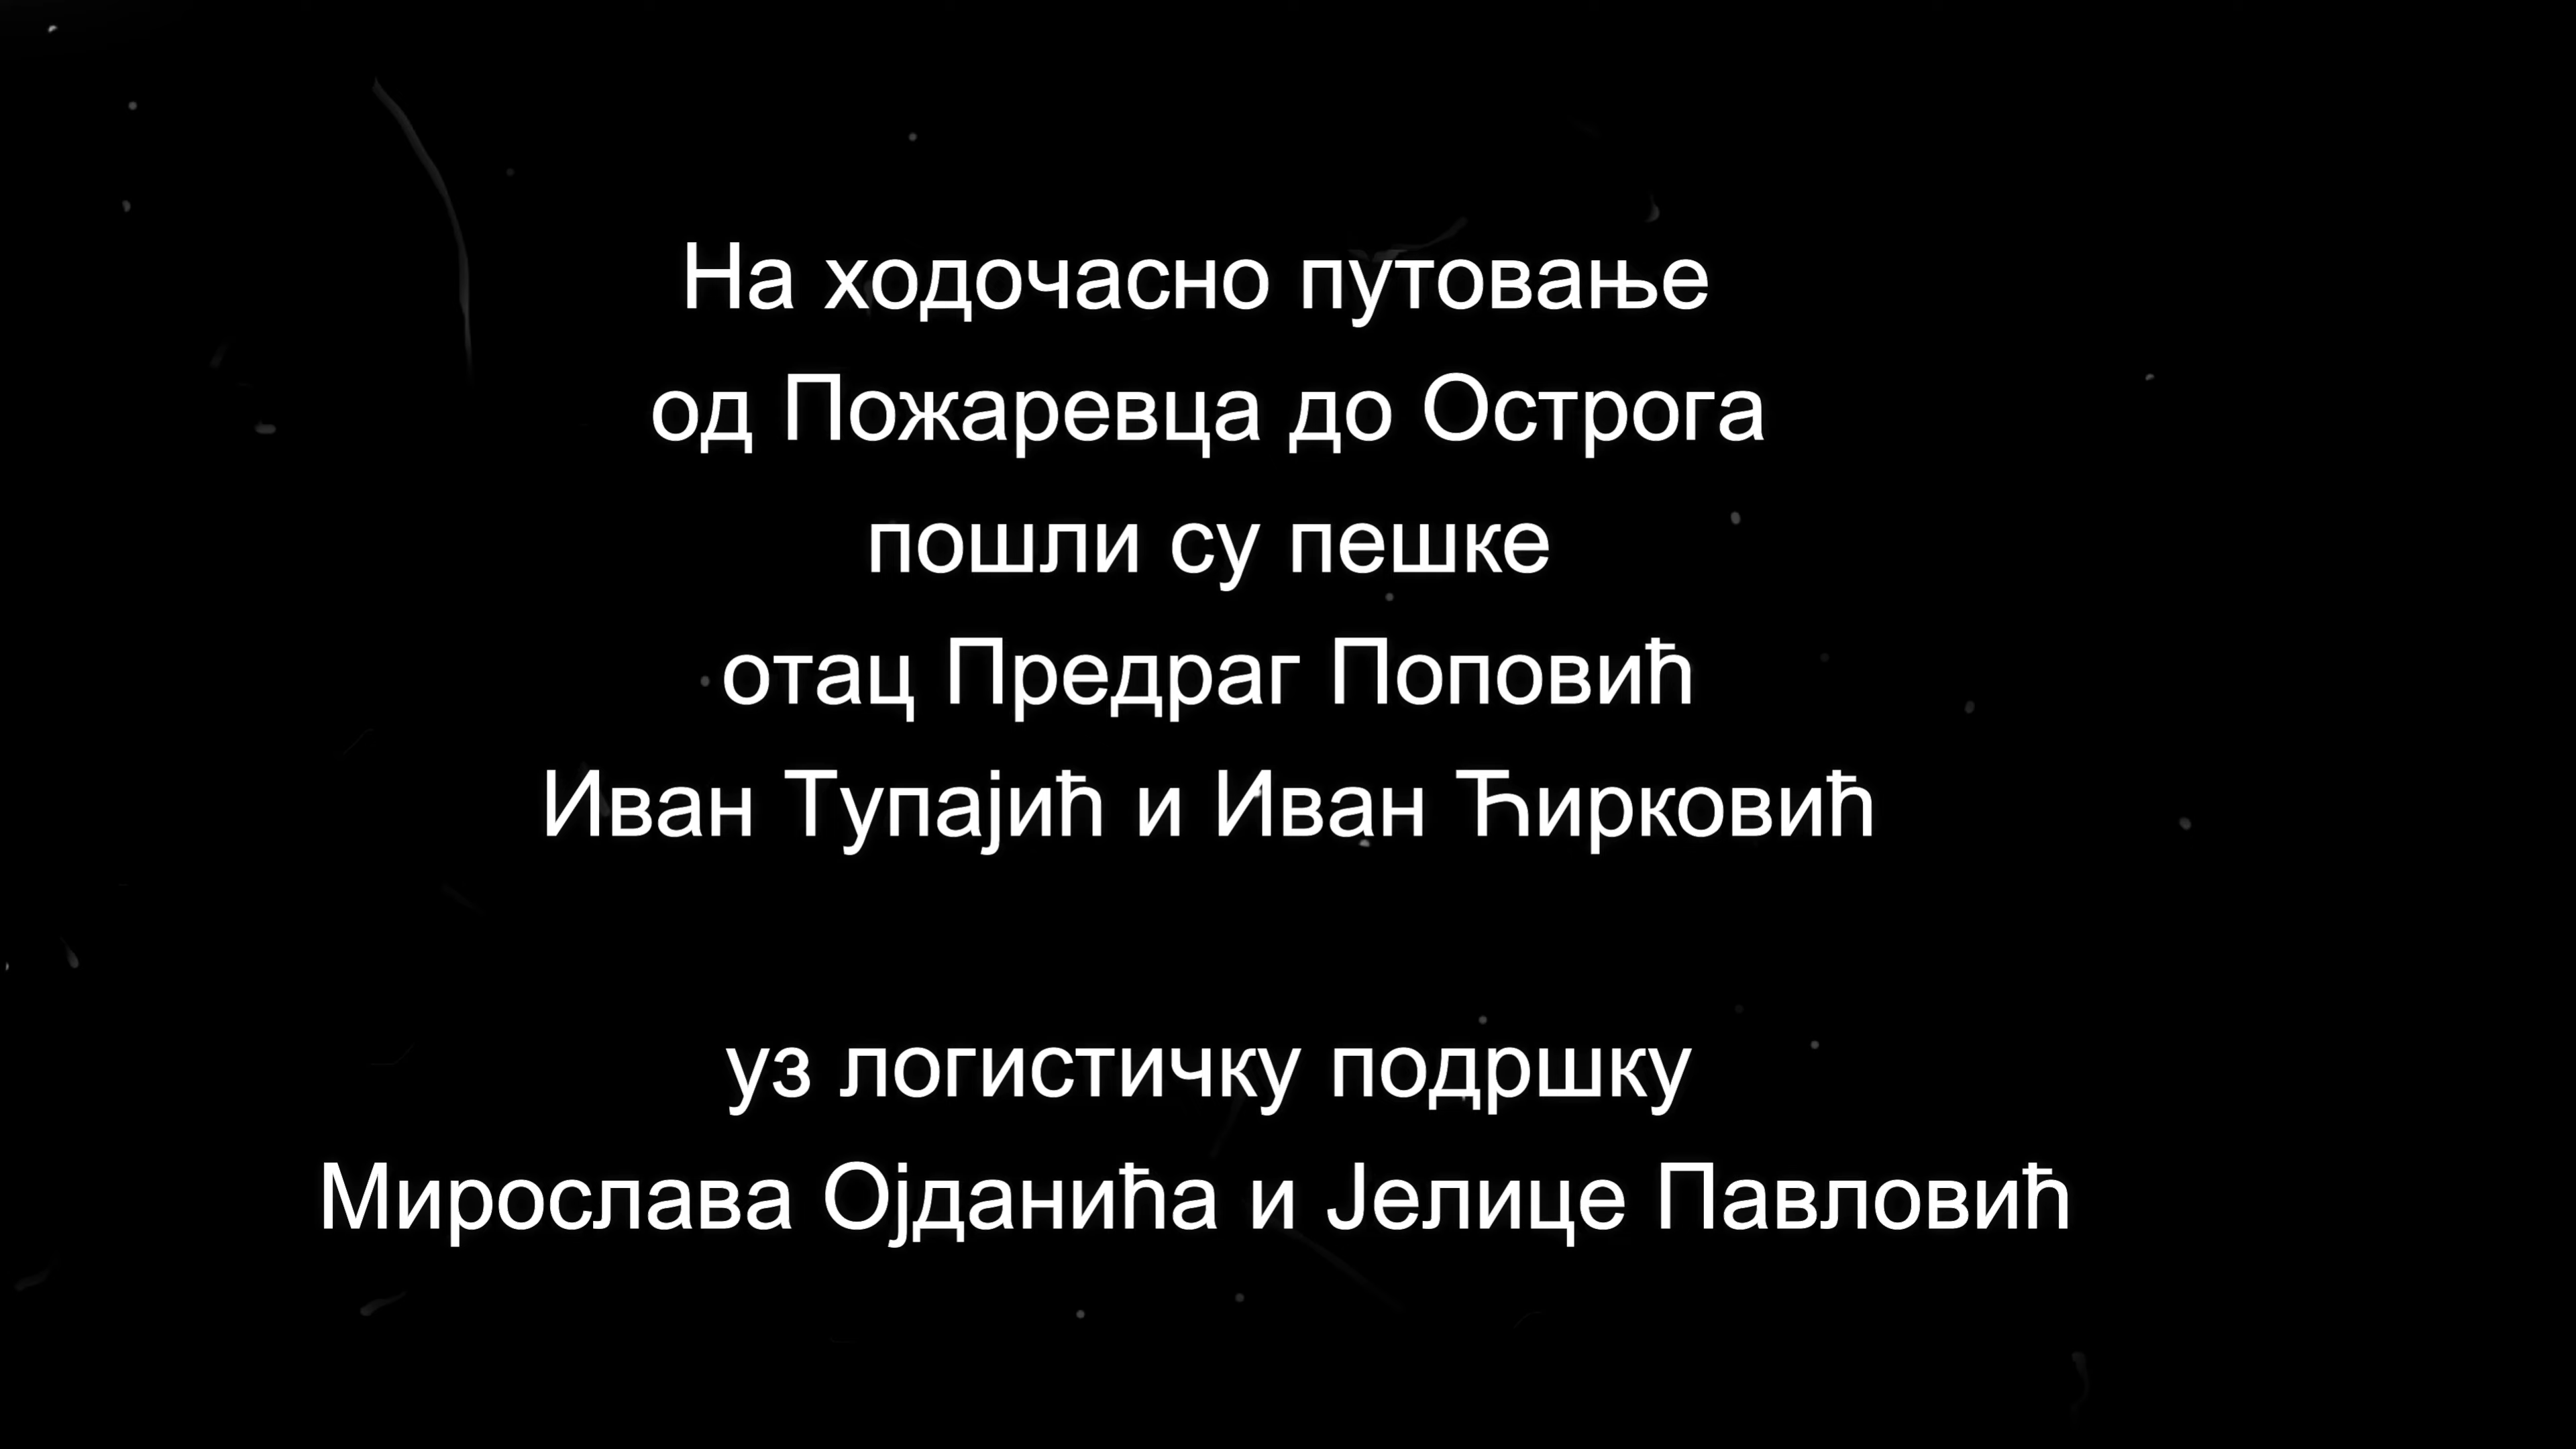 На ходочасно путовање
од Пожаревца до Острога
пошли су пешке
отац Предраг Поповић
Иван Тупајић и Иван Ћирковић
уз логистичку подршку
Мирослава Ојданића и Јелице Павловић